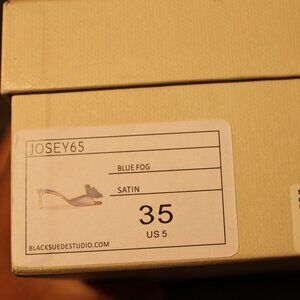 JOSEY65
BLUE FOG
SATIN
35
US 5
BLACKSUEDESTUDIO.COM